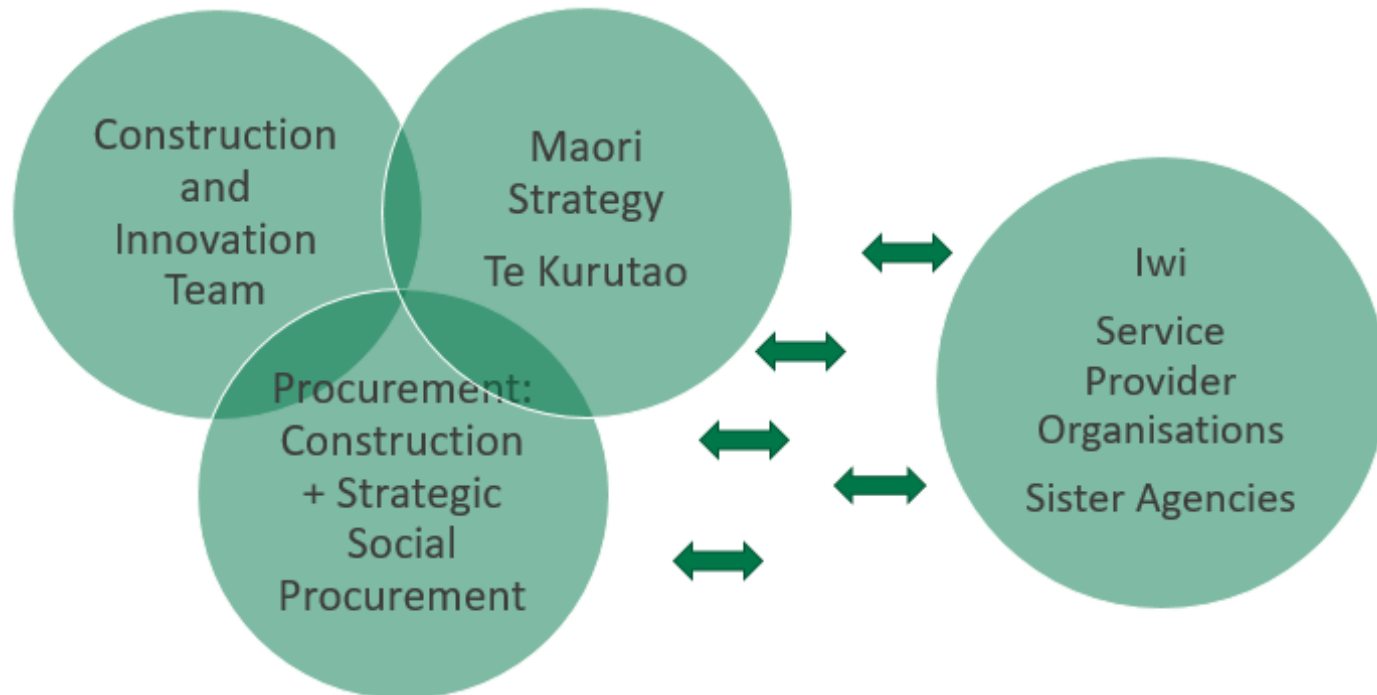 Construction
and
Innovation
Team
Maori
Strategy
Te Kurutao
Procurement:
Construction
+ Strategic
Social
Procurement
Iwi
Service
Provider
Organisations
Sister Agencies